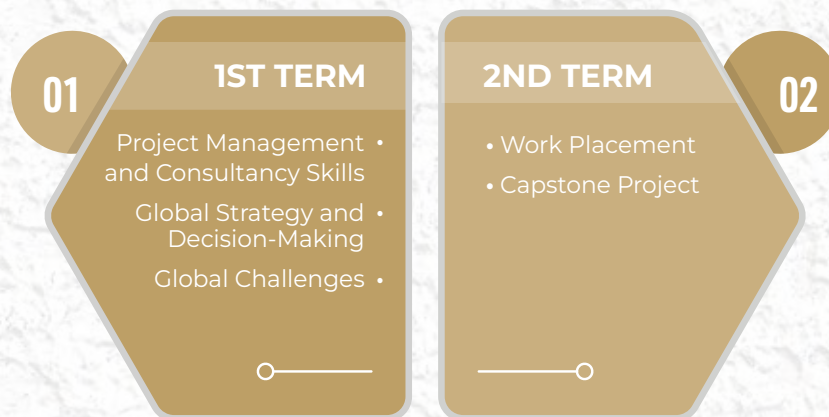 01
1ST TERM
Project Management •
and Consultancy Skills
Global Strategy and •
Decision-Making
Global Challenges •
2ND TERM
02
• Work Placement
• Capstone Project